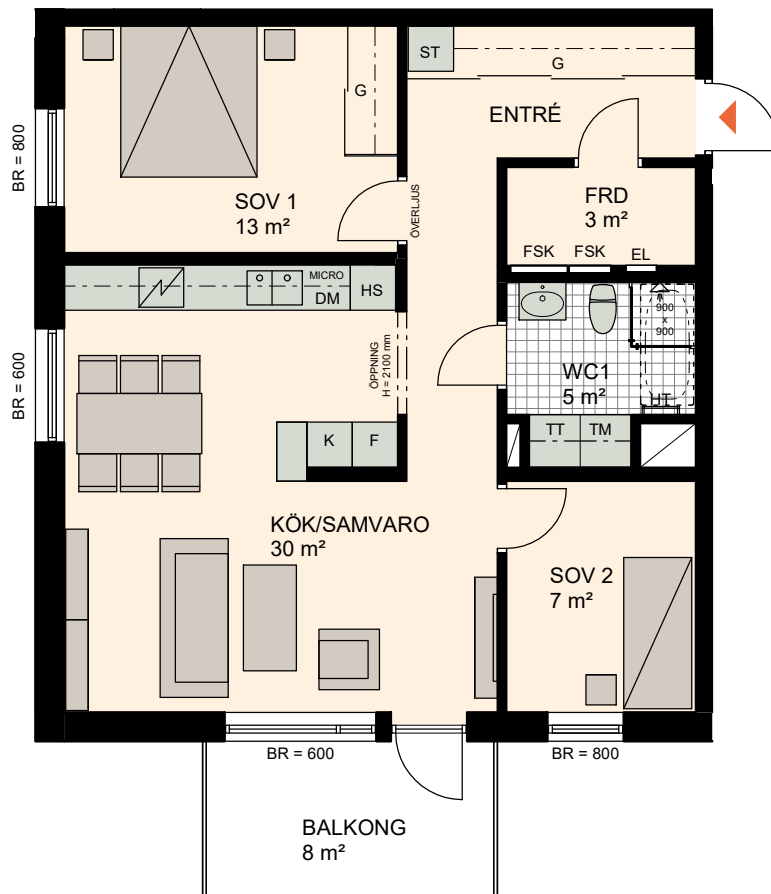 ST
G
G
ENTRÉ
BR = 800
SOV 1
13 m²
ÖVERLJUS
FRD
3 m²
FSK FSK EL
MICRO
DM
HS
900
x
900
ÖPPNING
H = 2100 mm
WC1
5 m²
HT
BR = 600
K F
TT TM
KÖK/SAMVARO
30 m²
SOV 2
7 m²
BR = 600
BR = 800
BALKONG
8 m²